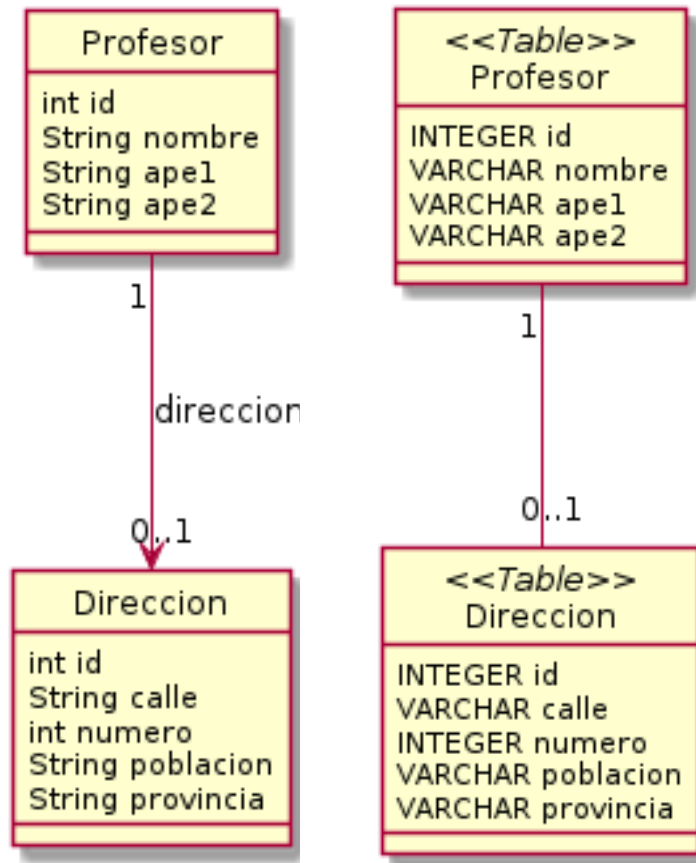 Profesor
int id
String nombre
String ape1
String ape2
1
direccion
0..1
Direccion
int id
String calle
int numero
String poblacion
String provincia
<<Table>>
Profesor
INTEGER id
VARCHAR nombre
VARCHAR ape1
VARCHAR ape2
1
0..1
<<Table>>
Direccion
INTEGER id
VARCHAR calle
INTEGER numero
VARCHAR poblacion
VARCHAR provincia